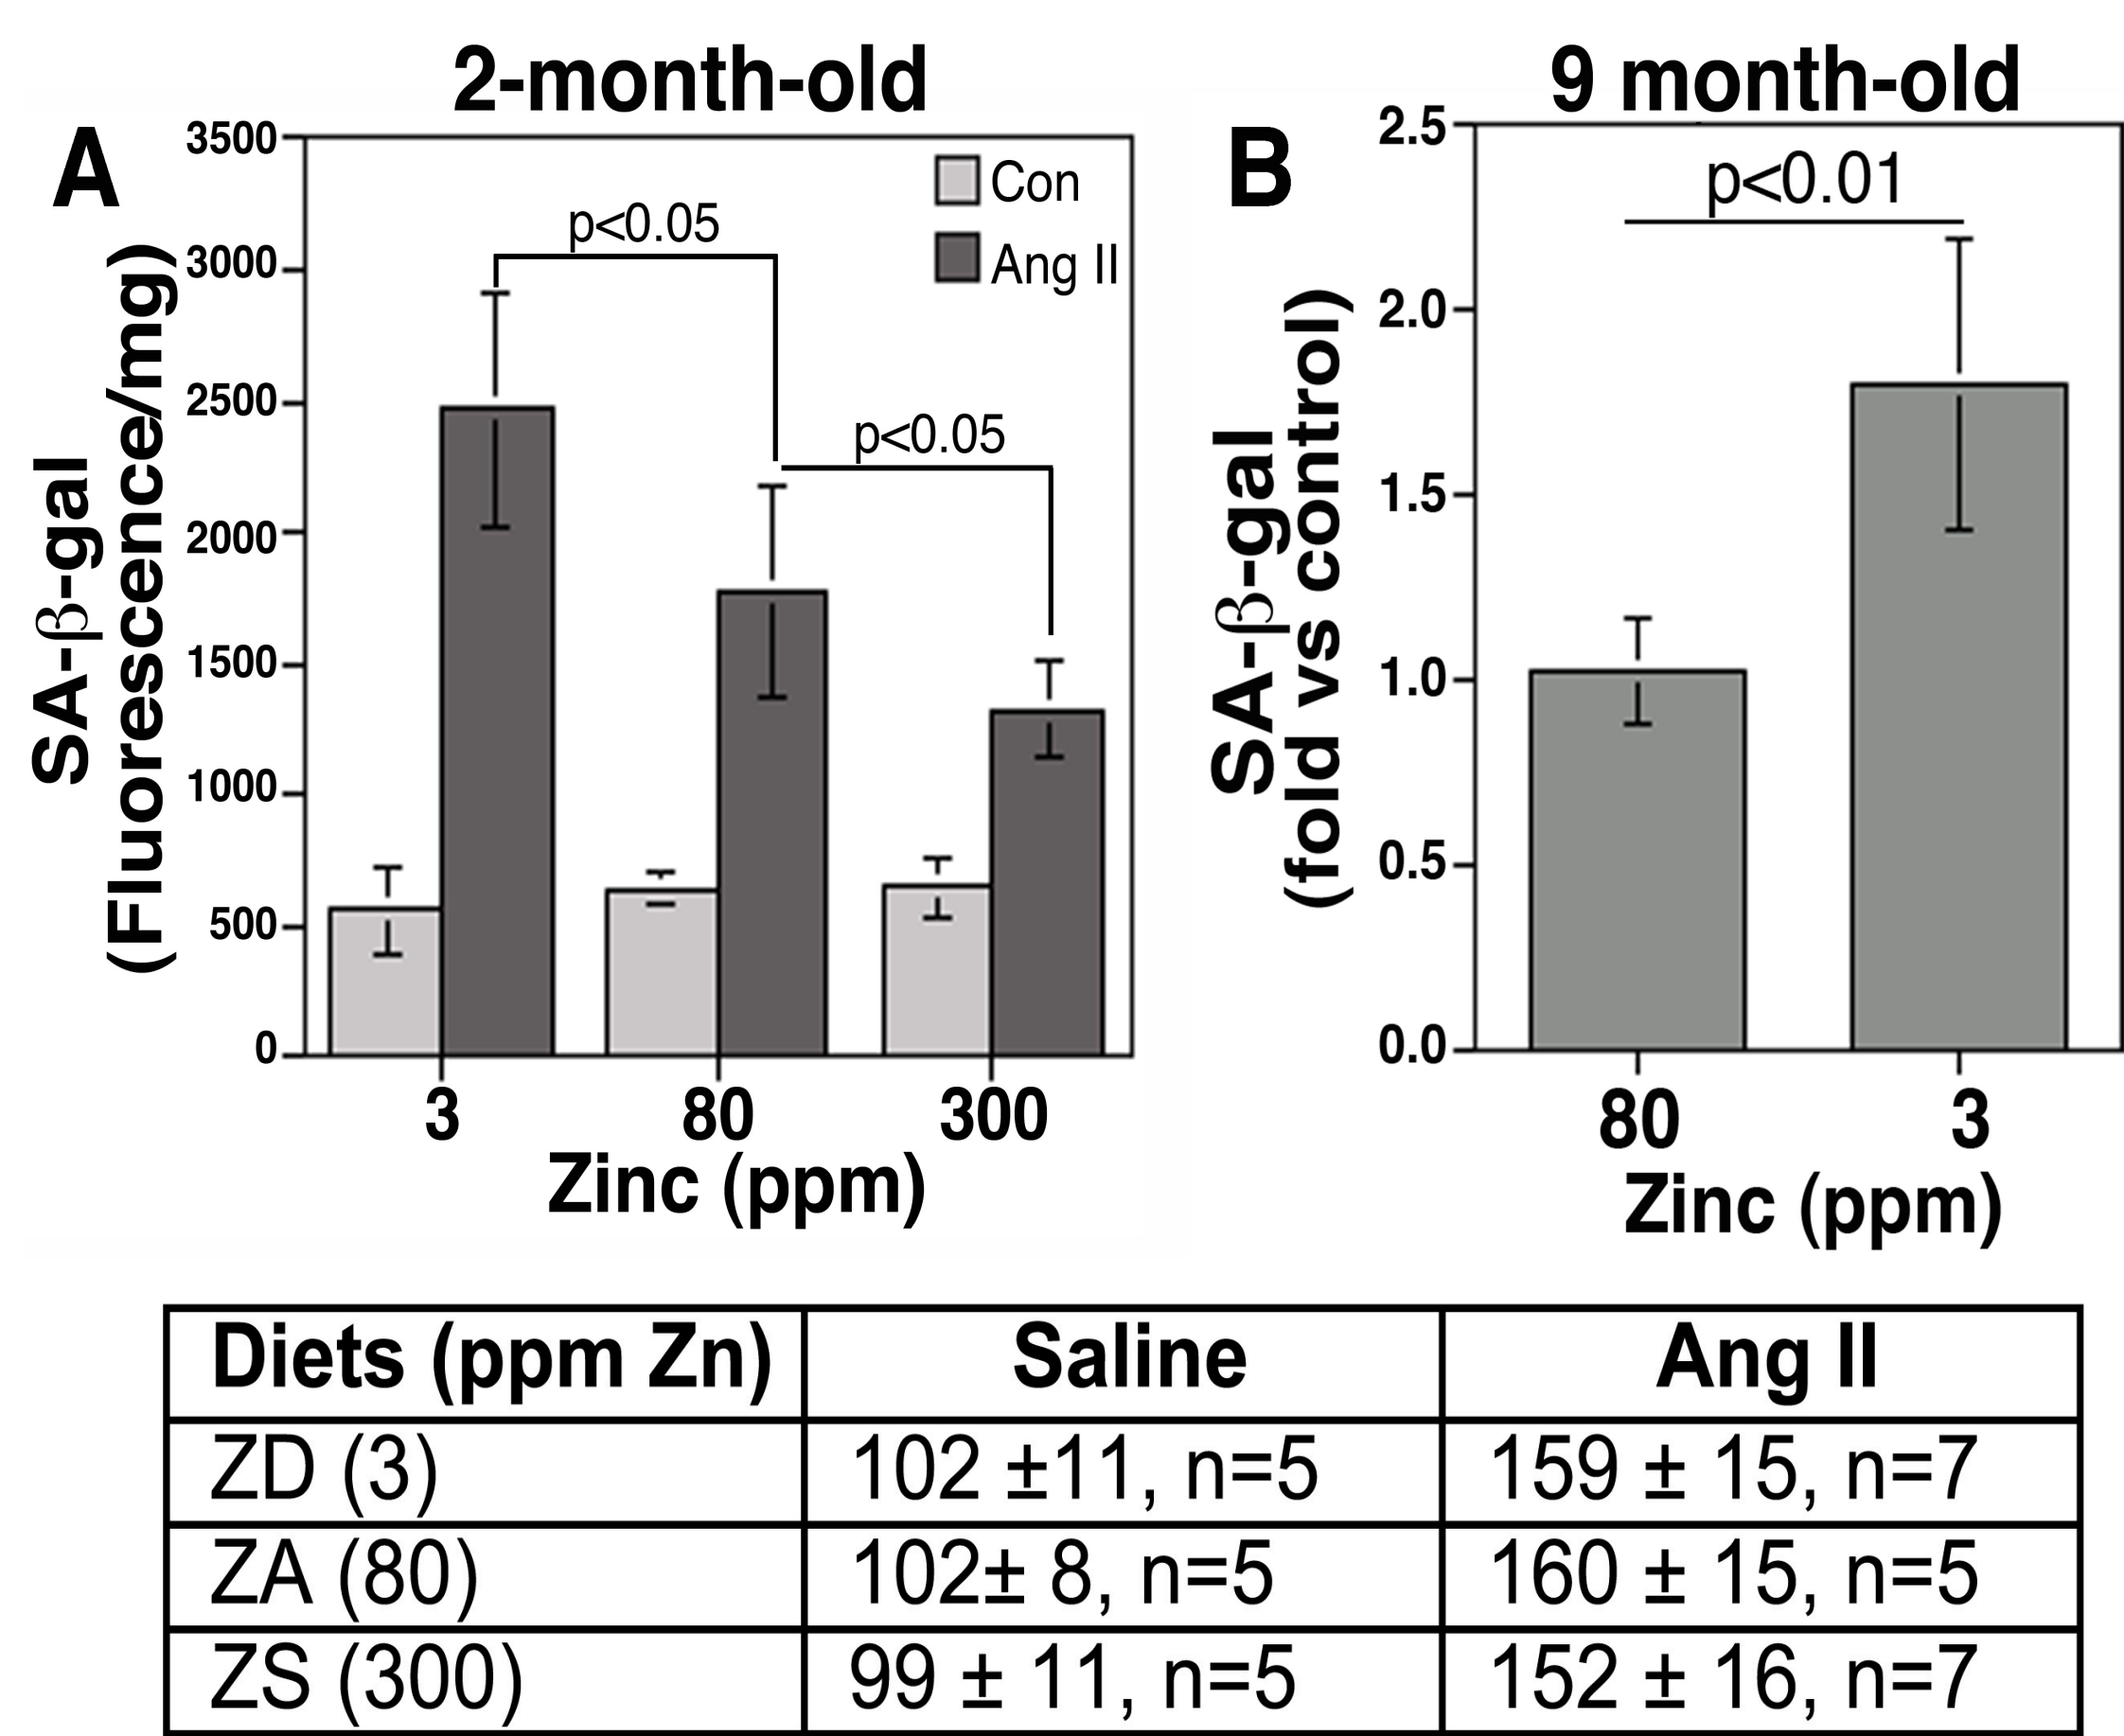 2-month-old
A
SA-β-gal
(Fluorescence/mg)
3500
3000
2500
2000
1500
1000
500
0
p<0.05
p<0.05
Con
Ang II
3
80
300
Zinc (ppm)
9 month-old
B
SA-β-gal
(fold vs control)
2.5
2.0
1.5
1.0
0.5
0.0
p<0.01
80
3
Zinc (ppm)
Diets (ppm Zn) Saline Ang II
ZD (3) 102 ±11, n=5 159 ± 15, n=7
ZA (80) 102± 8, n=5 160 ± 15, n=5
ZS (300) 99 ± 11, n=5 152 ± 16, n=7